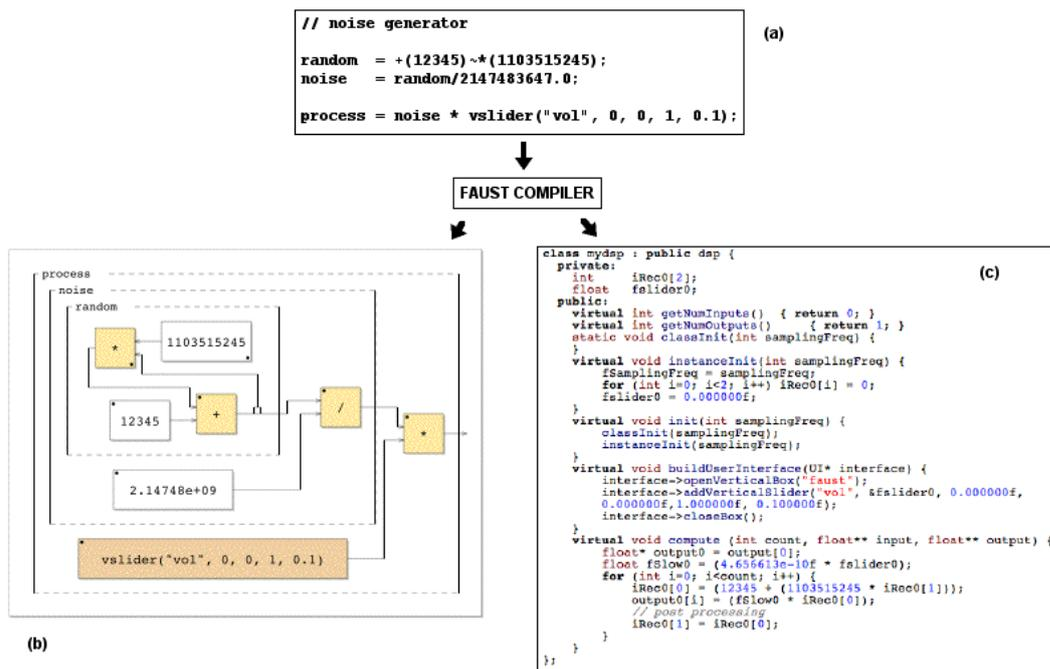 // noise generator
random = +(12345)~*(1103515245);
noise = random/2147483647.0;
process = noise * vslider("vol", 0, 0, 1, 0.1);
(a)
FAUST COMPILER
process
noise
random
*
1103515245
12345
+
/
*
2.14748e+09
vslider("vol", 0, 0, 1, 0.1)
(b)
class mydsp : public dsp {
private:
int iRec0[2];
float fslider0;
public:
virtual int getNumInputs() { return 0; }
virtual int getNumOutputs() { return 1; }
static void classInit(int samplingFreq) {
}
virtual void instanceInit(int samplingFreq) {
fSamplingFreq = samplingFreq;
for (int i=0; i<2; i++) iRec0[i] = 0;
fslider0 = 0.000000f;
}
virtual void init(int samplingFreq) {
classInit(samplingFreq);
instanceInit(samplingFreq);
}
virtual void buildUserInterface(UI* interface) {
interface->openVerticalBox("faust");
interface->addVerticalSlider("vol", &fslider0, 0.000000f,
0.000000f,1.000000f, 0.100000f);
interface->closeBox();
}
virtual void compute (int count, float** input, float** output) {
float* output0 = output[0];
float fSlow0 = (4.656613e-10f * fslider0);
for (int i=0; i<count; i++) {
iRec0[0] = (12345 + (1103515245 * iRec0[1]));
output0[i] = (fSlow0 * iRec0[0]);
// post processing
iRec0[1] = iRec0[0];
}
}
};
(c)